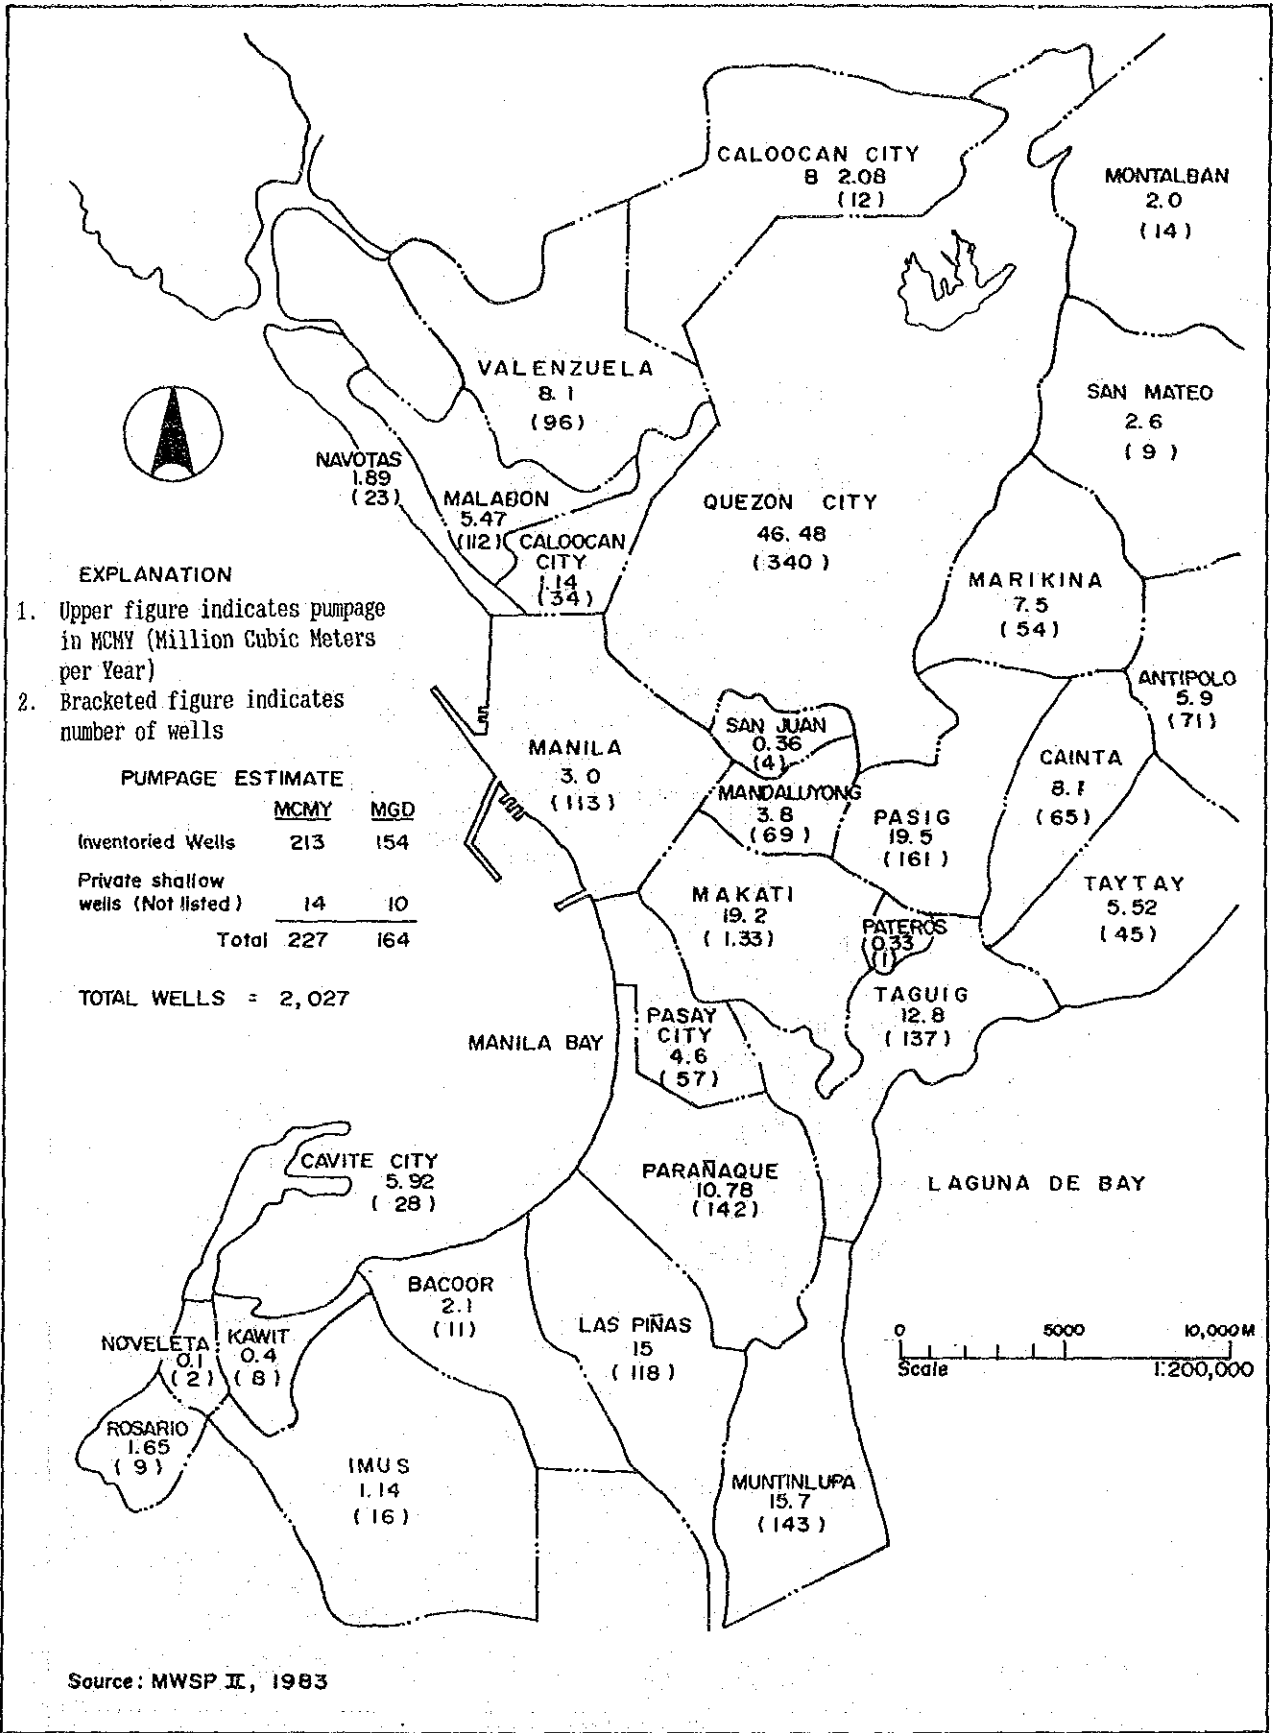 CALOOCAN CITY
B 2.08
(12)
MONTALBAN
2.0
(14)
VALENZUELA
8.1
(96)
SAN MATEO
2.6
(9)
NAVOTAS
1.89
(23)
MALABON
5.47
(112)
CALOOCAN
CITY
1.14
(34)
QUEZON CITY
46.48
(340)
MARIKINA
7.5
(54)
EXPLANATION
1. Upper figure indicates pumpage
in MCMY (Million Cubic Meters
per Year)
2. Bracketed figure indicates
number of wells
ANTIPOLO
5.9
(71)
SAN JUAN
0.36
(4)
MANILA
3.0
(113)
CAINTA
8.1
(65)
MANDALUYONG
3.8
(69)
PASIG
19.5
(161)
PUMPAGE ESTIMATE
MCMY MGD
Inventoried Wells 213 154
Private shallow
wells (Not listed) 14 10
Total 227 164
TOTAL WELLS = 2,027
MAKATI
19.2
(1.33)
TAYTAY
5.52
(45)
PATEROS
0.33
(1)
TAGUIG
12.8
(137)
PASAY
CITY
4.6
(57)
MANILA BAY
CAVITE CITY
5.92
(28)
PARAÑAQUE
10.78
(142)
LAGUNA DE BAY
BACOOR
2.1
(11)
LAS PIÑAS
15
(118)
0 5000 10,000M
Scale 1:200,000
NOVELETA
0.1
(2)
KAWIT
0.4
(8)
ROSARIO
1.65
(9)
IMUS
1.14
(16)
MUNTINLUPA
15.7
(143)
Source: MWSP II, 1983